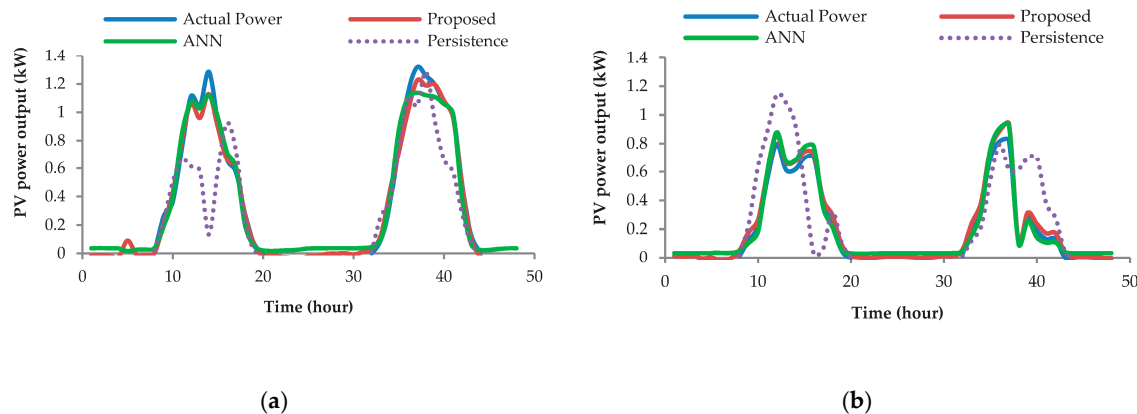 Actual Power
Proposed
ANN
Persistence
PV power output (kW)
1.4
1.2
1
0.8
0.6
0.4
0.2
0
0 10 20 30 40 50
Time (hour)
(a)
Actual Power
Proposed
ANN
Persistence
PV power output (kW)
1.4
1.2
1
0.8
0.6
0.4
0.2
0
0 10 20 30 40 50
Time (hour)
(b)